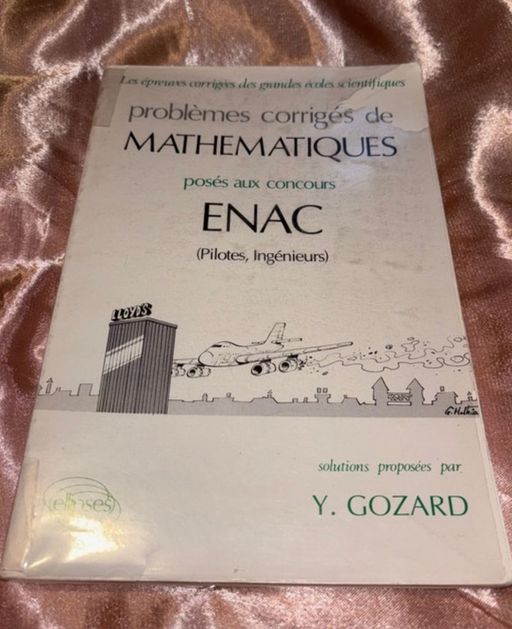 Les épreuves corrigées des grandes écoles scientifiques
problèmes corrigés de
MATHEMATIQUES
posés aux concours
ENAC
(Pilotes, Ingénieurs)
LLOYDS
solutions proposées par
Y. GOZARD
ellipses